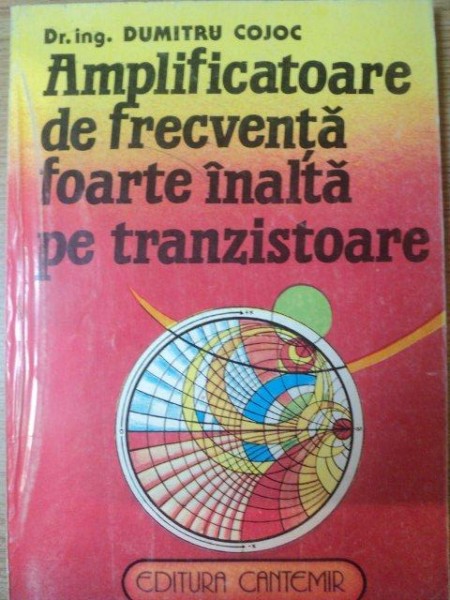 Dr. ing. DUMITRU COJOC
Amplificatoare
de frecvență
foarte înaltă
pe tranzistoare
EDITURA CANTEMIR